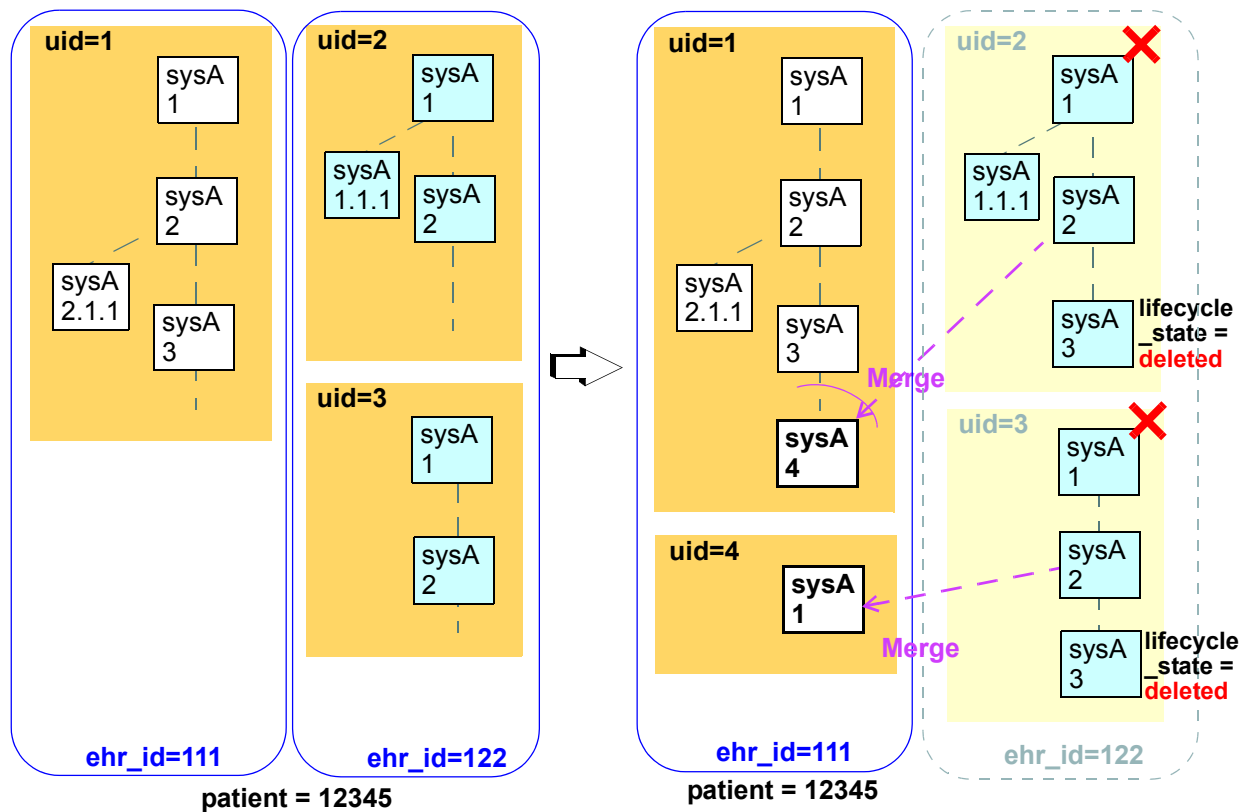 uid=1
sysA
1
sysA
2
sysA
2.1.1
sysA
3
ehr_id=111
uid=2
sysA
1
sysA
1.1.1
sysA
2
uid=3
sysA
1
sysA
2
ehr_id=122
patient = 12345
uid=1
sysA
1
sysA
2
sysA
2.1.1
sysA
3
Merge
sysA
4
uid=4
sysA
1
Merge
ehr_id=111
patient = 12345
uid=2
sysA
1
sysA
1.1.1
sysA
2
sysA
3
lifecycle
_state =
deleted
uid=3
sysA
1
sysA
2
sysA
3
lifecycle
_state =
deleted
ehr_id=122